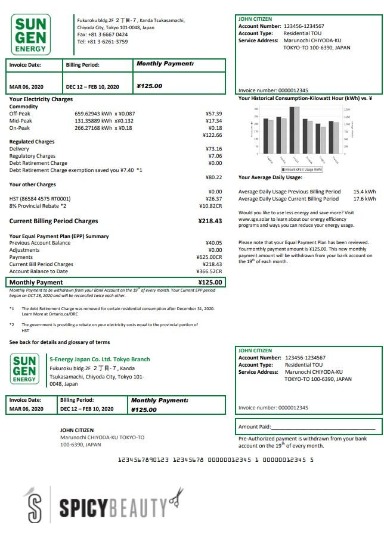 SUN
GEN
ENERGY
Fukuroku bldg.2F 2 丁目-7, Kanda Tsukasamachi,
Chiyoda City, Tokyo 101-0048, Japan
Fax: +81 3 6667 0424
Tel: +81 3 6261-3759
JOHN CITIZEN
Account Number: 123456-1234567
Account Type: Residential TOU
Service Address: Marunochi CHIYODA-KU
TOKYO-TO 100-6390, JAPAN
Invoice number: 0000012345
Invoice Date: Billing Period: Monthly Payment:
MAR 06, 2020 DEC 12 – FEB 10, 2020 ¥125.00
Your Electricity Charges
Commodity
Off Peak 659.62943 kWh x ¥0.087 ¥57.39
Mid Peak 131.35889 kWh x¥0.132 ¥17.34
On-Peak 266.27168 kWh x ¥0.18 ¥0.18
¥122.66
Regulated Charges
Delivery ¥73.16
Regulatory Charges ¥7.06
Debt Retirement Charge ¥0.00
Debt Retirement Charge exemption saved you ¥7.40 *1
¥80.22
Your other charges
¥0.00
HST (86584 4575 RT0001) ¥26.37
8% Provincial Rebate *2 ¥10.82CR
Current Billing Period Charges ¥218.43
Your Equal Payment Plan (EPP) Summary
Previous Account Balance ¥40.05
Adjustments ¥0.00
Payments ¥125.00CR
Current Bill Period Charges ¥218.43
Account Balance to Date ¥366.52CR
Monthly Payment ¥125.00
Monthly Payment to be withdrawn from your Bank Account on the 19th of every month. Your Current EPP period
began on OCT 19, 2020 and will be reconciled twice each other.
*1 The debt Retirement Charge removed for certain residential consumption after December 31, 2020.
Learn More at Ontario.ca/DRC
*2 The government is providing a rebate on your electricity costs equal to the provincial portion of
HST
See back for details and glossary of terms
Your Historical Consumption-Kilowatt Hour (kWh) vs. ¥
Your Average Daily Usage:
Average Daily Usage Previous Billing Period 15.4 kWh
Average Daily Usage Current Billing Period 17.6 kWh
Would you like to use less energy and save more? Visit
www.sge.solar to learn about our energy efficiency
programs and ways you can reduce your energy usage.
Please note that your Equal Payment Plan has been reviewed.
Your monthly payment amount is ¥125.00. This new monthly
payment amount will be withdrawn from your bank account on
the 19th of each month.
SUN
GEN
ENERGY
S-Energy Japan Co. Ltd. Tokyo Branch
Fukuroku bldg.2F 2 丁目-7, Kanda
Tsukasamachi, Chiyoda City, Tokyo 101-
0048, Japan
JOHN CITIZEN
Account Number: 123456-1234567
Account Type: Residential TOU
Service Address: Marunochi CHIYODA-KU
TOKYO-TO 100-6390, JAPAN
Invoice number: 0000012345
Invoice Date: Billing Period: Monthly Payment:
MAR 06, 2020 DEC 12 – FEB 10, 2020 ¥125.00
Amount Paid:
Pre-Authorized payment is withdrawn from your bank
account on the 19th of every month.
JOHN CITIZEN
Marunochi CHIYODA-KU TOKYO-TO
100-6390, JAPAN
1234567890123 12345678 00000012345 1 0000012345 5
SPICYBEAUTY